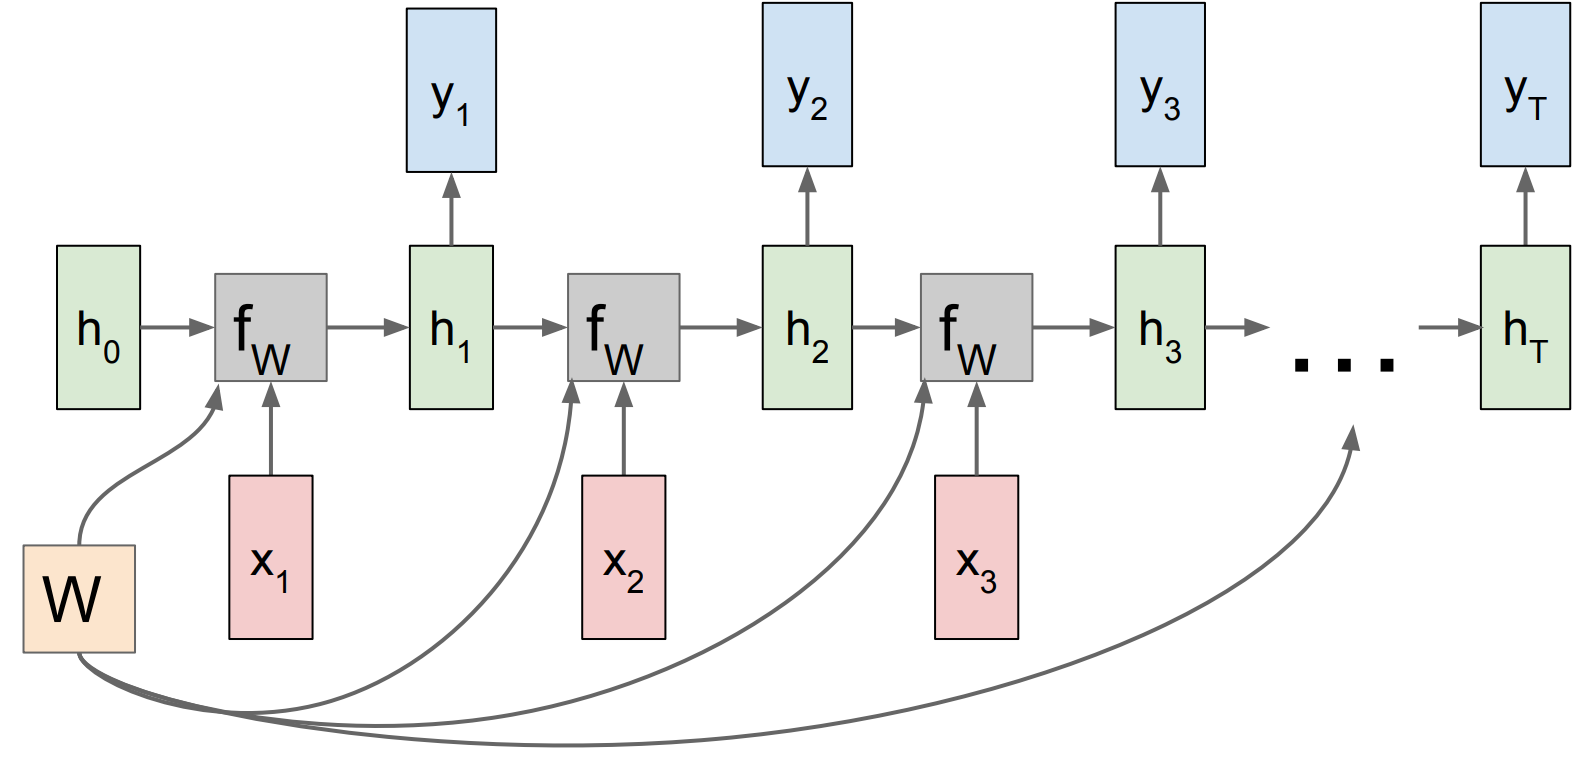 y1 y2 y3 yT
h0 fW h1 fW h2 fW h3 ... hT
x1 x2 x3
W